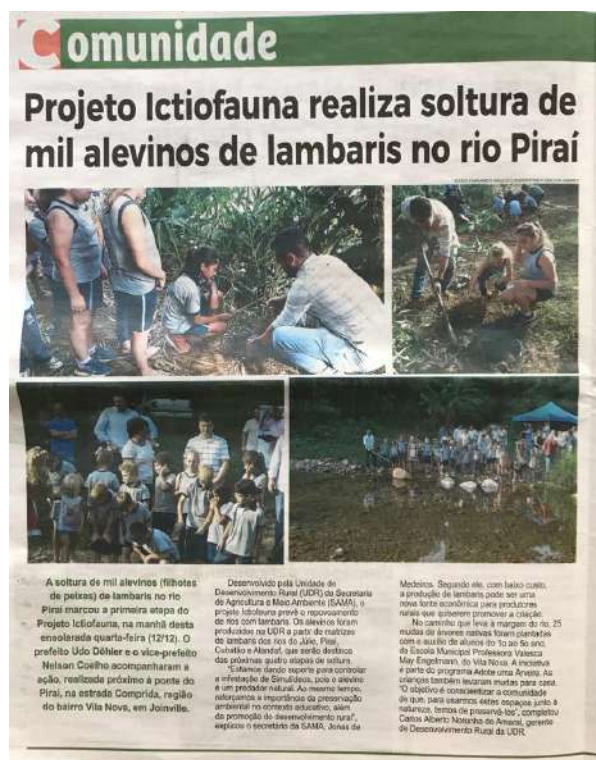 Comunidade
Projeto Ictiofauna realiza soltura de
mil alevinos de lambaris no rio Piraí
A soltura de mil alevinos (filhotes
de peixes) de lambaris no rio
Piraí marcou a primeira etapa do
Projeto Ictiofauna, na manhã desta
ensolarada quarta-feira (12/12). O
prefeito Udo Döhler e o vice-prefeito
Nelson Coelho acompanharam a
ação, realizada próximo à ponte do
Piraí, na estrada Comprida, região
do bairro Vila Nova, em Joinville.
Desenvolvido pela Unidade de
Desenvolvimento Rural (UDR) da Secretaria
de Agricultura e Meio Ambiente (SAMA), o
projeto Ictiofauna prevê o repovoamento
de rios com lambaris. Os alevinos foram
produzidos na UDR a partir de matrizes
de lambaris dos rios do Júlio, Piraí,
Cubatão e Alandaf, que serão destinos
das próximas quatro etapas de soltura.
"Estamos dando suporte para controlar
a infestação de Simulídeos, pois o alevino
é um predador natural. Ao mesmo tempo,
reforçamos a importância da preservação
ambiental no contexto educativo, além
da promoção do desenvolvimento rural",
explicou o secretário da SAMA, Jonas de
Medeiros. Segundo ele, com baixo custo,
a produção de lambaris pode ser uma
nova fonte econômica para produtores
rurais que quiserem promover a criação.
No caminho que leva à margem do rio, 25
mudas de árvores nativas foram plantadas
com o auxílio de alunos do 1o ao 5o ano,
da Escola Municipal Professora Valesca
May Engelmann, do Vila Nova. A iniciativa
é parte do programa Adote uma Árvore. As
crianças também levaram mudas para casa.
"O objetivo é conscientizar a comunidade
de que, para usarmos estes espaços junto à
natureza, temos de preservá-los", completou
Carlos Alberto Noronha do Amaral, gerente
de Desenvolvimento Rural da UDR.